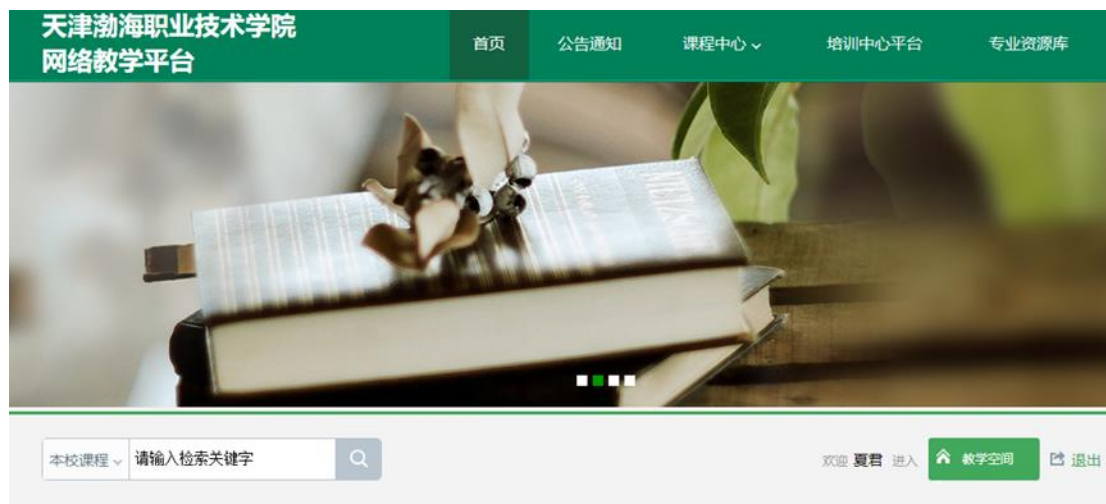 天津渤海职业技术学院
网络教学平台
首页 公告通知 课程中心 培训中心平台 专业资源库
本校课程 请输入检索关键字
欢迎 夏君 进入 教学空间 退出